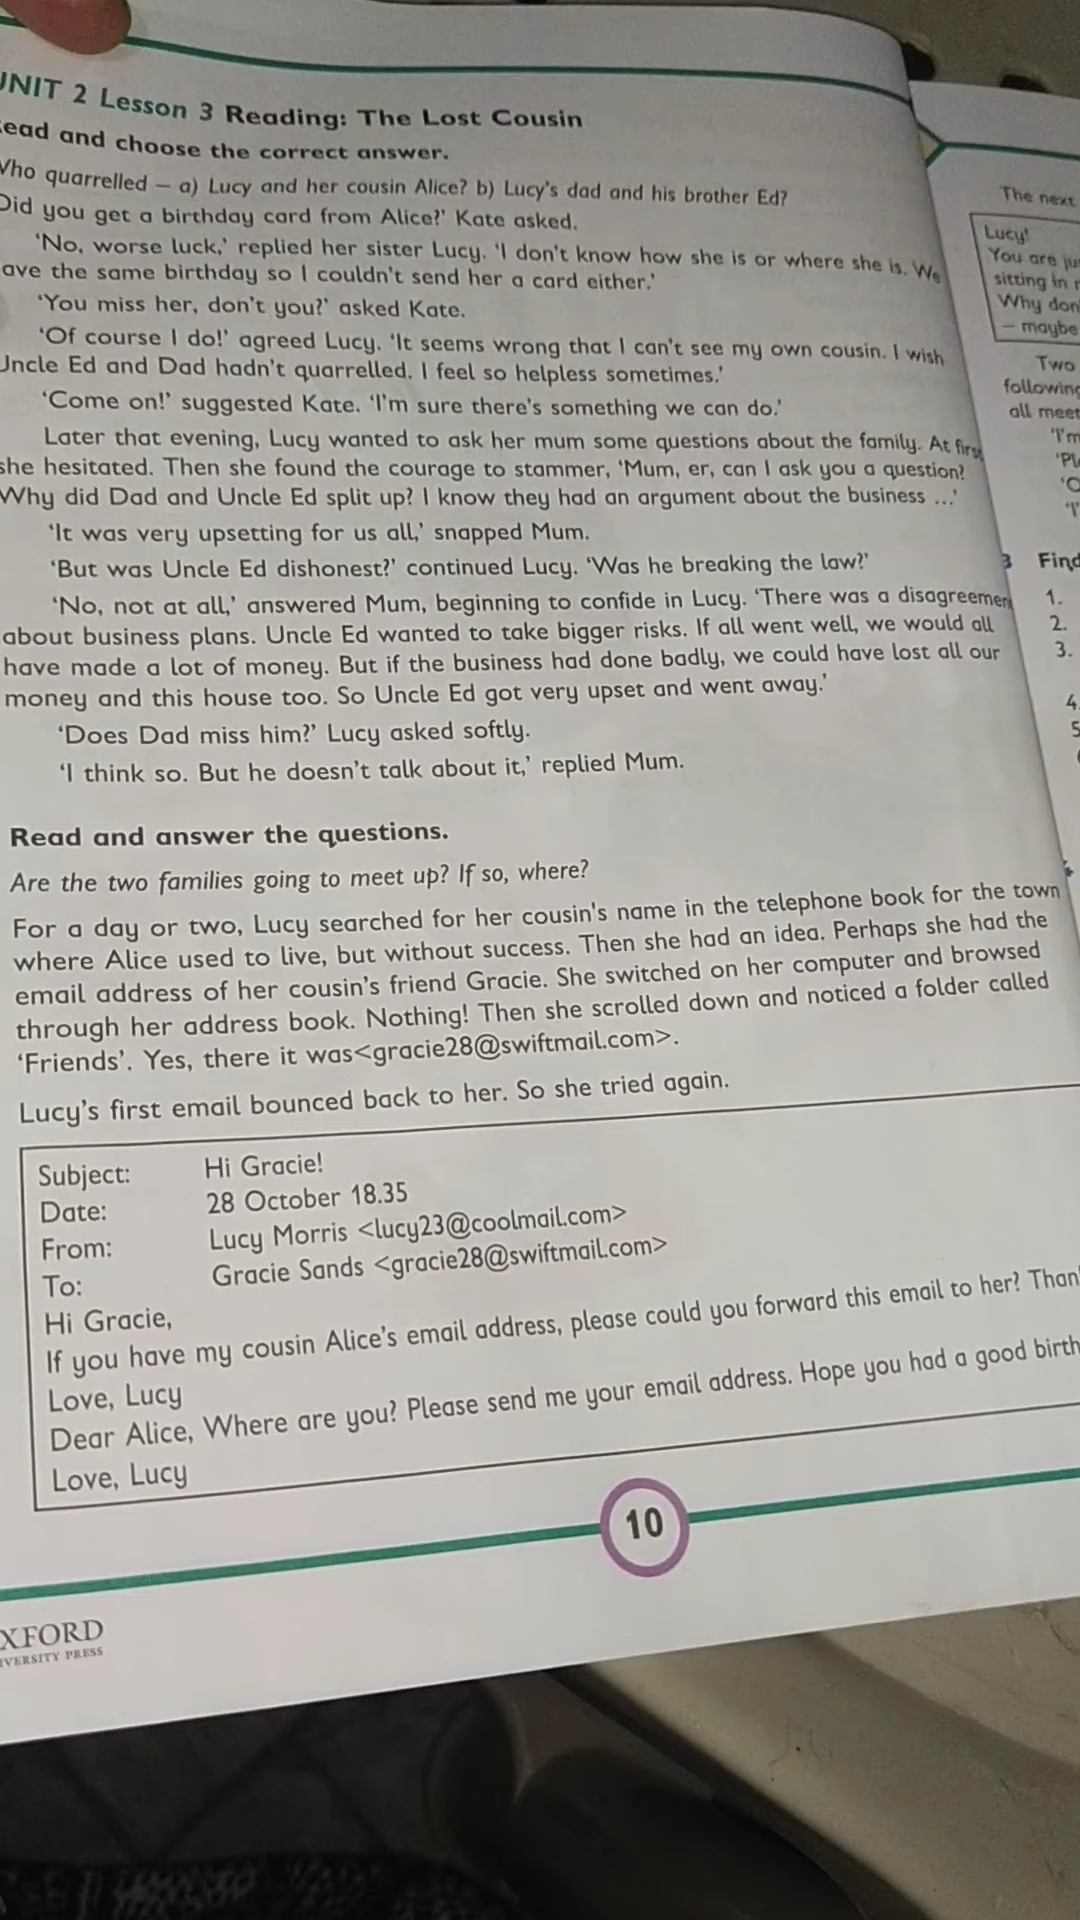 UNIT 2 Lesson 3 Reading: The Lost Cousin
ead and choose the correct answer.
Who quarrelled – a) Lucy and her cousin Alice? b) Lucy's dad and his brother Ed?
Did you get a birthday card from Alice?' Kate asked.
'No, worse luck,' replied her sister Lucy. 'I don't know how she is or where she is. We
ave the same birthday so I couldn't send her a card either.'
'You miss her, don't you?' asked Kate.
'Of course I do!' agreed Lucy. 'It seems wrong that I can't see my own cousin. I wish
Uncle Ed and Dad hadn't quarrelled. I feel so helpless sometimes.'
'Come on!' suggested Kate. 'I'm sure there's something we can do.'
Later that evening, Lucy wanted to ask her mum some questions about the family. At first
she hesitated. Then she found the courage to stammer, 'Mum, er, can I ask you a question?
Why did Dad and Uncle Ed split up? I know they had an argument about the business ...'
'It was very upsetting for us all,' snapped Mum.
'But was Uncle Ed dishonest?' continued Lucy. 'Was he breaking the law?'
'No, not at all,' answered Mum, beginning to confide in Lucy. 'There was a disagreemen
about business plans. Uncle Ed wanted to take bigger risks. If all went well, we would all
have made a lot of money. But if the business had done badly, we could have lost all our
money and this house too. So Uncle Ed got very upset and went away.'
'Does Dad miss him?' Lucy asked softly.
'I think so. But he doesn't talk about it,' replied Mum.
Read and answer the questions.
Are the two families going to meet up? If so, where?
For a day or two, Lucy searched for her cousin's name in the telephone book for the town
where Alice used to live, but without success. Then she had an idea. Perhaps she had the
email address of her cousin's friend Gracie. She switched on her computer and browsed
through her address book. Nothing! Then she scrolled down and noticed a folder called
'Friends'. Yes, there it was<gracie28@swiftmail.com>.
Lucy's first email bounced back to her. So she tried again.
Subject: Hi Gracie!
Date: 28 October 18.35
From: Lucy Morris <lucy23@coolmail.com>
To: Gracie Sands <gracie28@swiftmail.com>
Hi Gracie,
If you have my cousin Alice's email address, please could you forward this email to her? Than
Love, Lucy
Dear Alice, Where are you? Please send me your email address. Hope you had a good birth
Love, Lucy
10
XFORD
IVERSITY PRESS
The next
Lucy!
You are ju
sitting in
Why don
– maybe
Two
following
all meet
'I'm
'Pl
3 Find
1.
2.
3.
4.
5